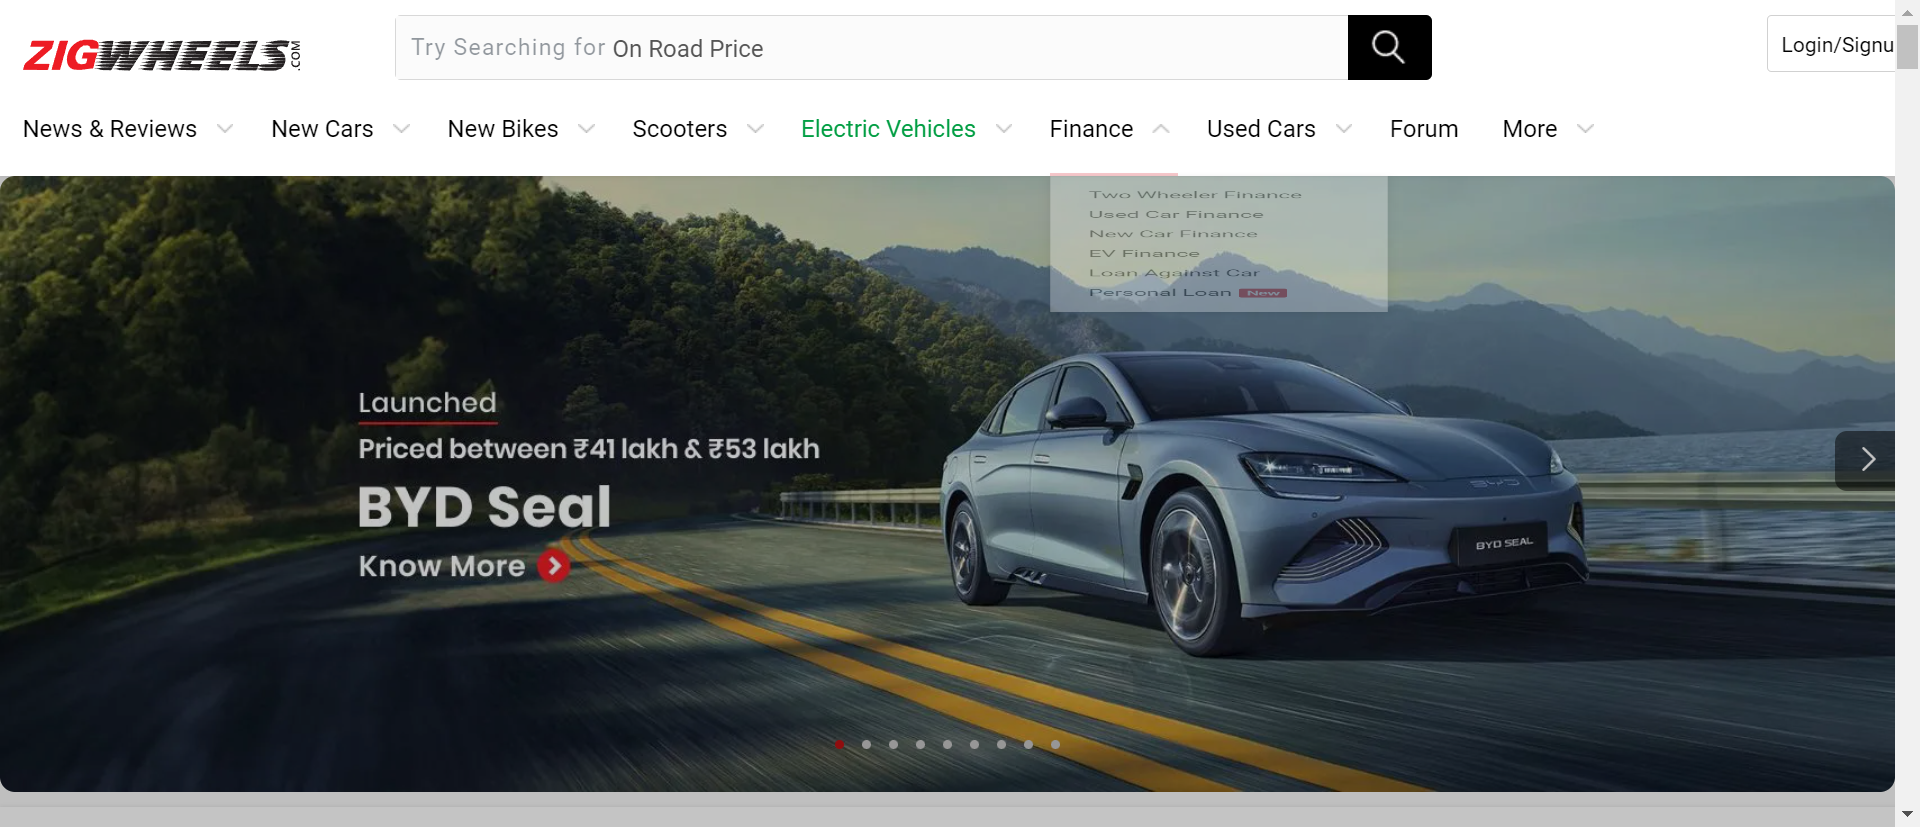 ZIGWHEELS.COM
Try Searching for On Road Price
Login/Signu
News & Reviews
New Cars
New Bikes
Scooters
Electric Vehicles
Finance
Used Cars
Forum
More
Two Wheeler Finance
Used Car Finance
New Car Finance
EV Finance
Loan Against Car
Personal Loan New
Launched
Priced between ₹41 lakh & ₹53 lakh
BYD Seal
Know More
BYD
BYD SEAL